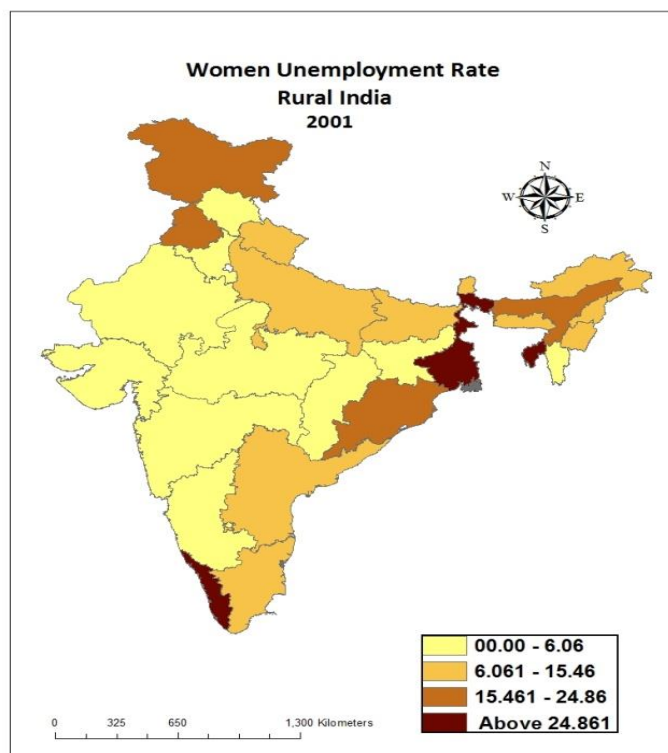 Women Unemployment Rate
Rural India
2001
N
W E
S
00.00 - 6.06
6.061 - 15.46
15.461 - 24.86
Above 24.861
0 325 650 1,300 Kilometers